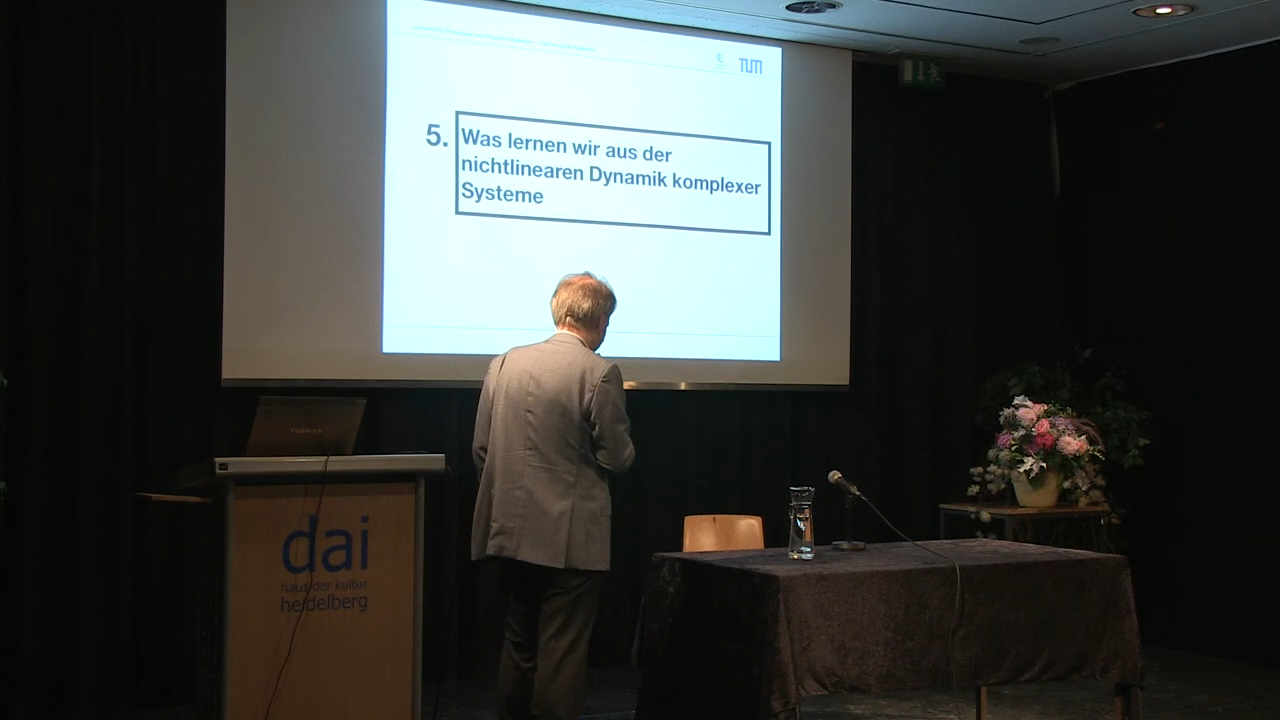 TUM
5. Was lernen wir aus der
nichtlinearen Dynamik komplexer
Systeme
dai
haus der kultur
heidelberg